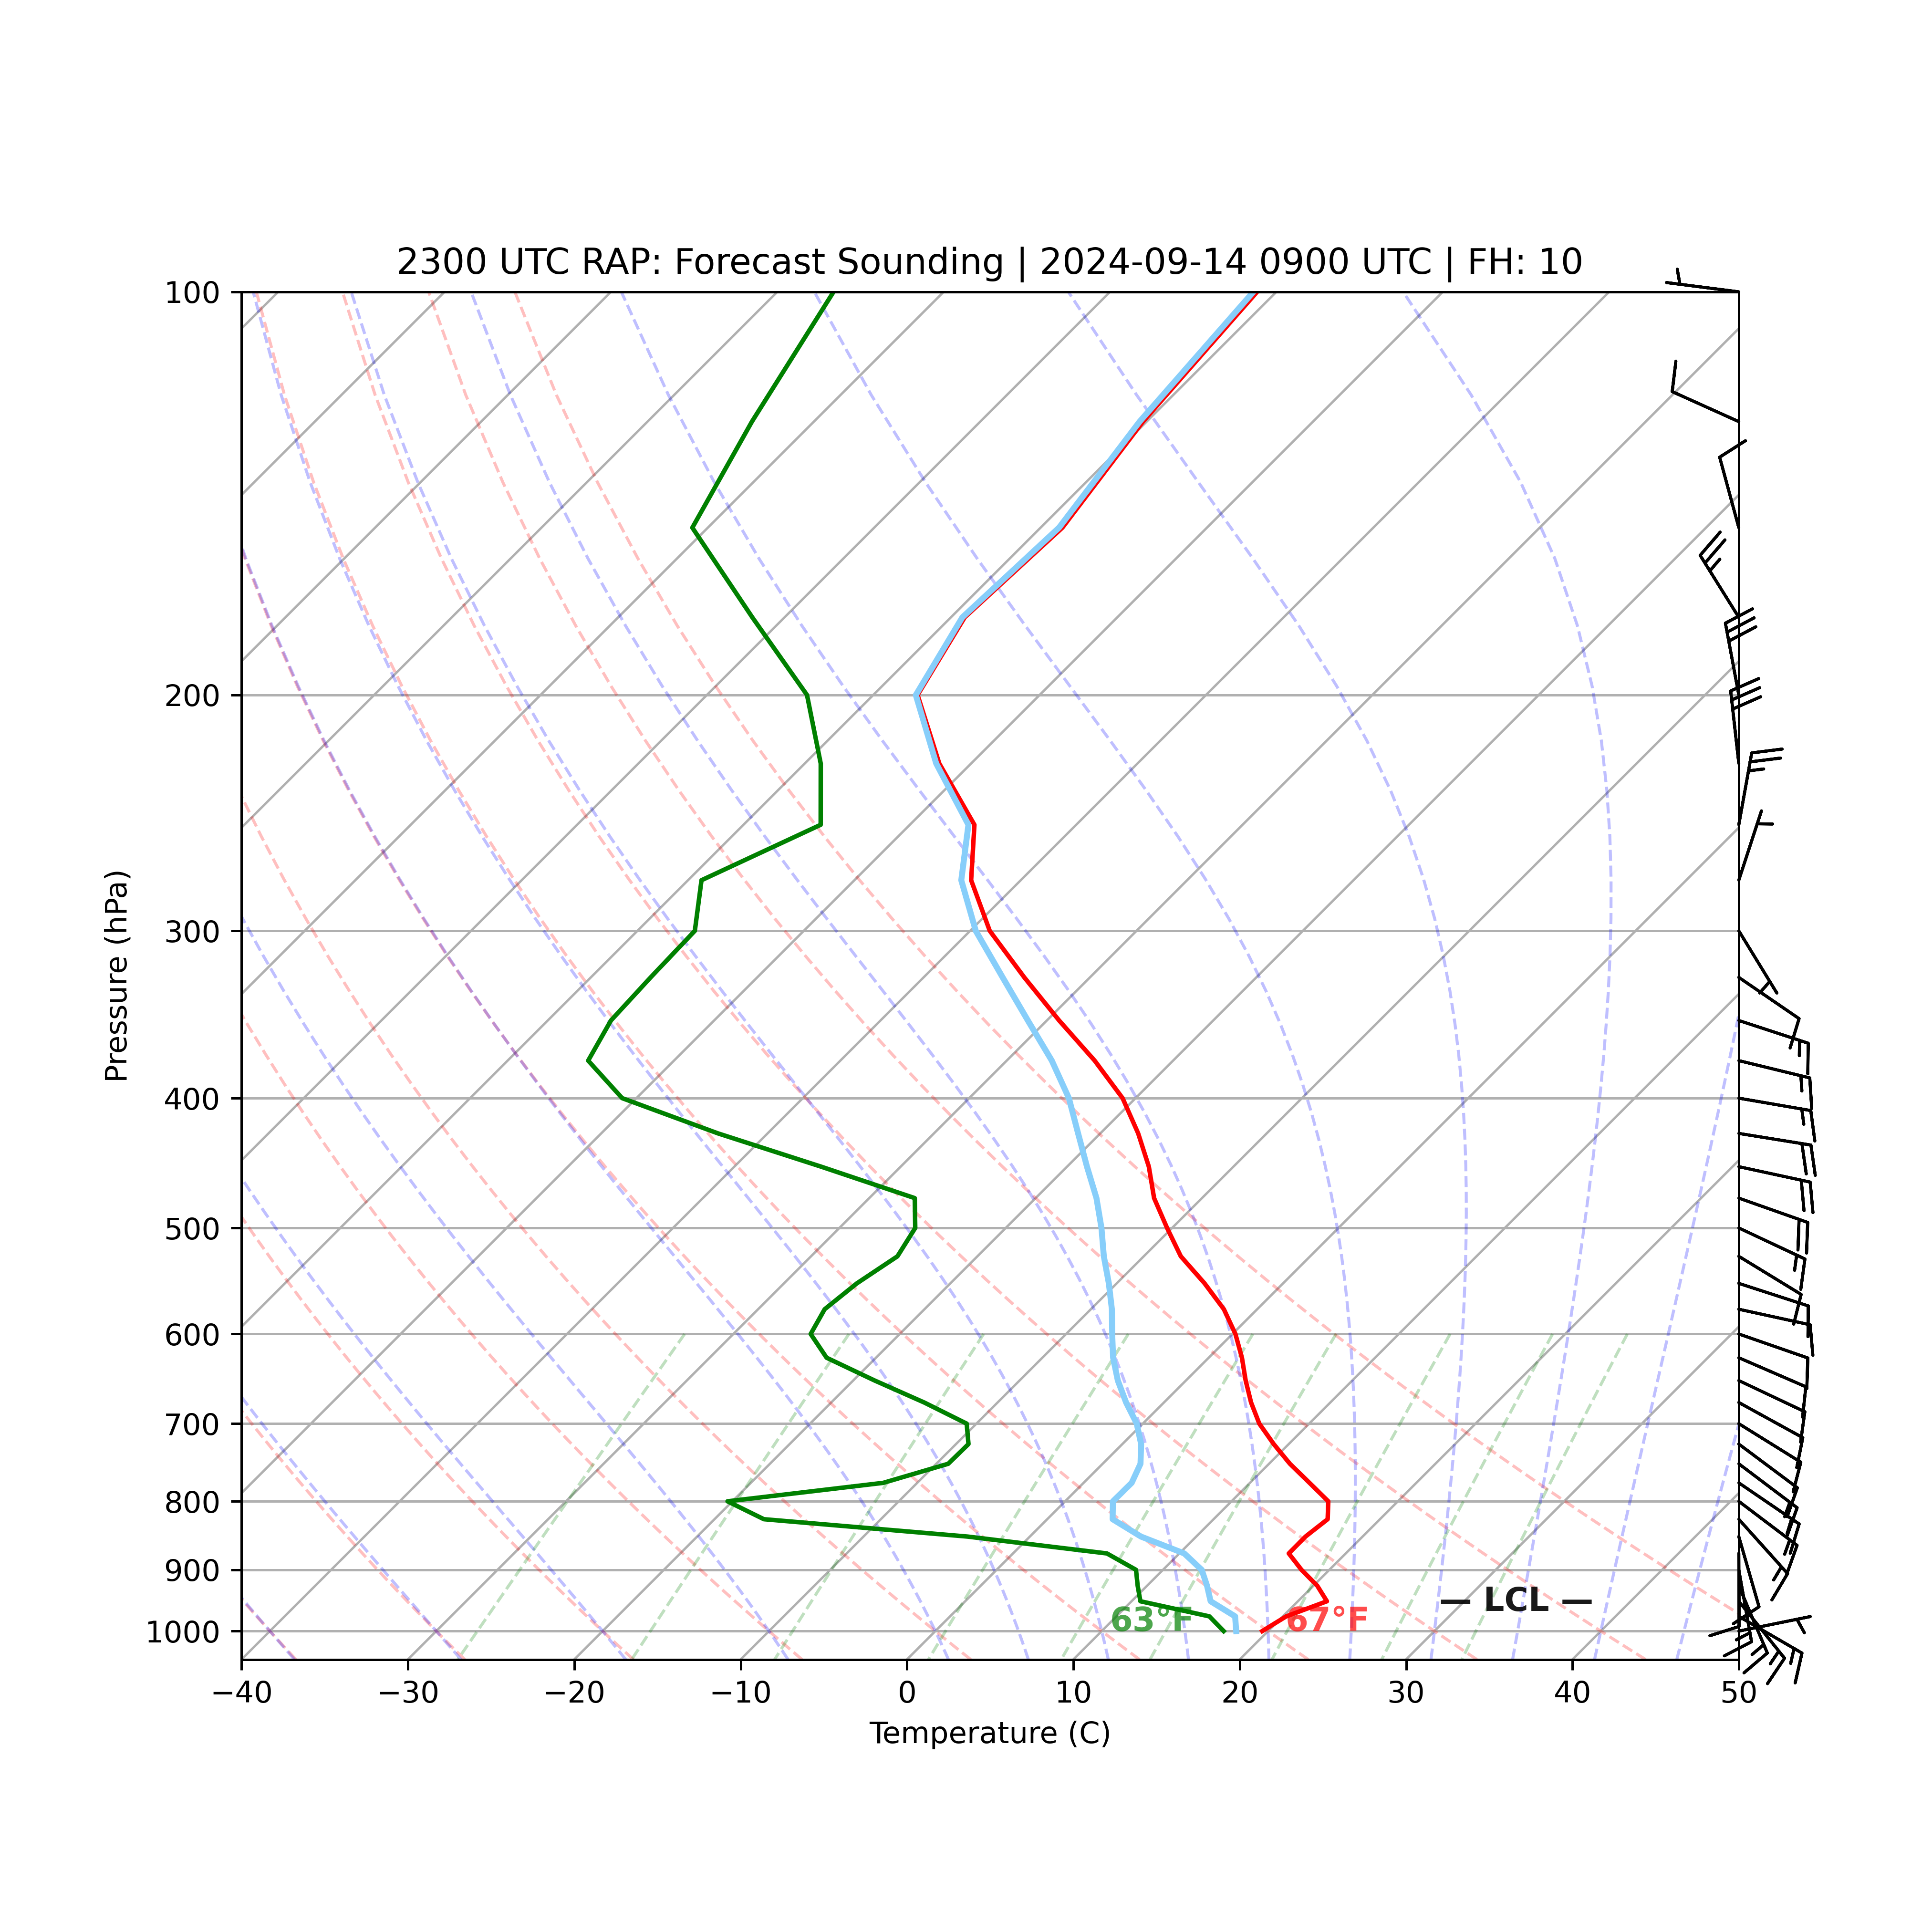 2300 UTC RAP: Forecast Sounding | 2024-09-14 0900 UTC | FH: 10
100
200
300
400
500
600
700
800
900
1000
Pressure (hPa)
— LCL —
63°F 67°F
−40 −30 −20 −10 0 10 20 30 40 50
Temperature (C)